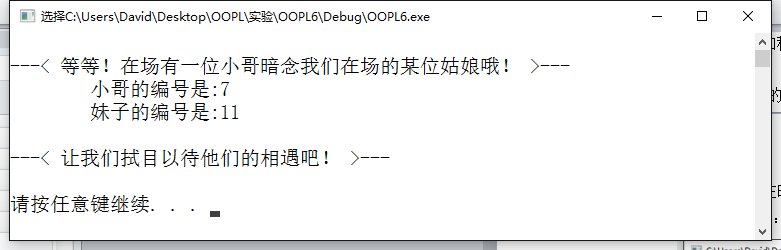 选择C:\Users\David\Desktop\OOPL\实验\OOPL6\Debug\OOPL6.exe
---< 等等！在场有一位小哥暗念我们在场的某位姑娘哦！ >---
小哥的编号是:7
妹子的编号是:11
---< 让我们拭目以待他们的相遇吧！ >---
请按任意键继续. . .